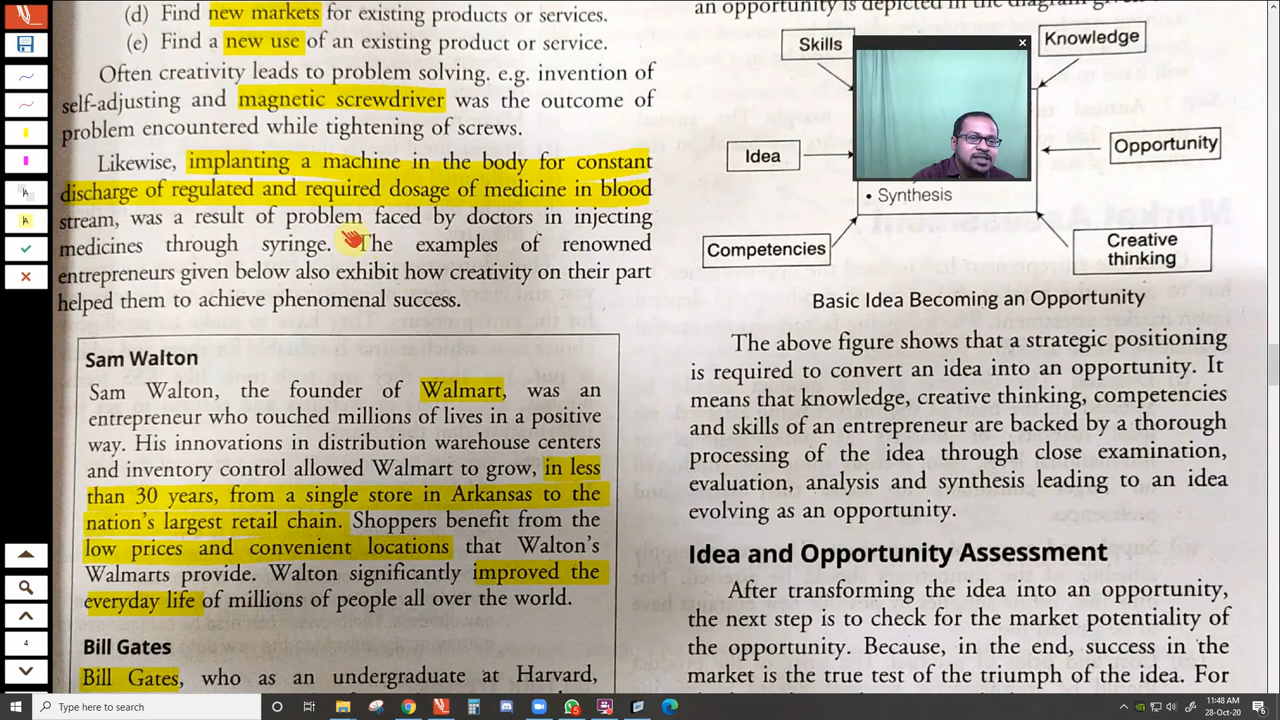 (d) Find new markets for existing products or services.
(e) Find a new use of an existing product or service.
Often creativity leads to problem solving, e.g. invention of
self-adjusting and magnetic screwdriver was the outcome of
problem encountered while tightening of screws.
Likewise, implanting a machine in the body for constant
discharge of regulated and required dosage of medicine in blood
stream, was a result of problem faced by doctors in injecting
medicines through syringe. The examples of renowned
entrepreneurs given below also exhibit how creativity on their part
helped them to achieve phenomenal success.
Sam Walton
Sam Walton, the founder of Walmart, was an
entrepreneur who touched millions of lives in a positive
way. His innovations in distribution warehouse centers
and inventory control allowed Walmart to grow, in less
than 30 years, from a single store in Arkansas to the
nation's largest retail chain. Shoppers benefit from the
low prices and convenient locations that Walton's
Walmarts provide. Walton significantly improved the
everyday life of millions of people all over the world.
Bill Gates
Bill Gates, who as an undergraduate at Harvard,
an opportunity is depicted in the diagram given
Skills
Knowledge
Idea
Opportunity
• Synthesis
Competencies
Creative
thinking
Basic Idea Becoming an Opportunity
The above figure shows that a strategic positioning
is required to convert an idea into an opportunity. It
means that knowledge, creative thinking, competencies
and skills of an entrepreneur are backed by a thorough
processing of the idea through close examination,
evaluation, analysis and synthesis leading to an idea
evolving as an opportunity.
Idea and Opportunity Assessment
After transforming the idea into an opportunity,
the next step is to check for the market potentiality of
the opportunity. Because, in the end, success in the
market is the true test of the triumph of the idea. For
4
Type here to search
11:48 AM
28-Oct-20